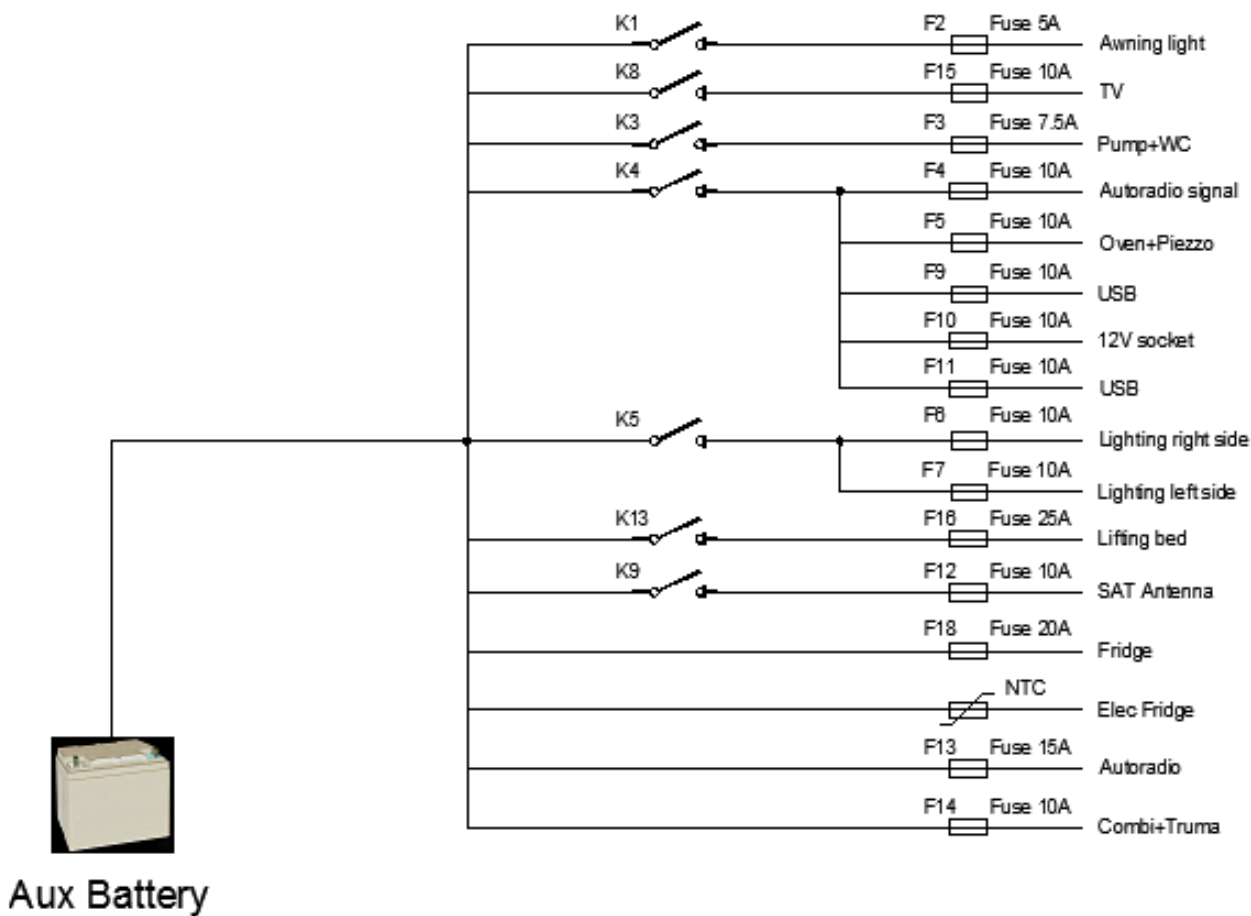 K1 F2 Fuse 5A Awning light
K8 F15 Fuse 10A TV
K3 F3 Fuse 7.5A Pump+WC
K4 F4 Fuse 10A Autoradio signal
F5 Fuse 10A Oven+Piezzo
F9 Fuse 10A USB
F10 Fuse 10A 12V socket
F11 Fuse 10A USB
K5 F6 Fuse 10A Lighting right side
F7 Fuse 10A Lighting left side
K13 F16 Fuse 25A Lifting bed
K9 F12 Fuse 10A SAT Antenna
F18 Fuse 20A Fridge
NTC Elec Fridge
F13 Fuse 15A Autoradio
F14 Fuse 10A Combi+Truma
Aux Battery